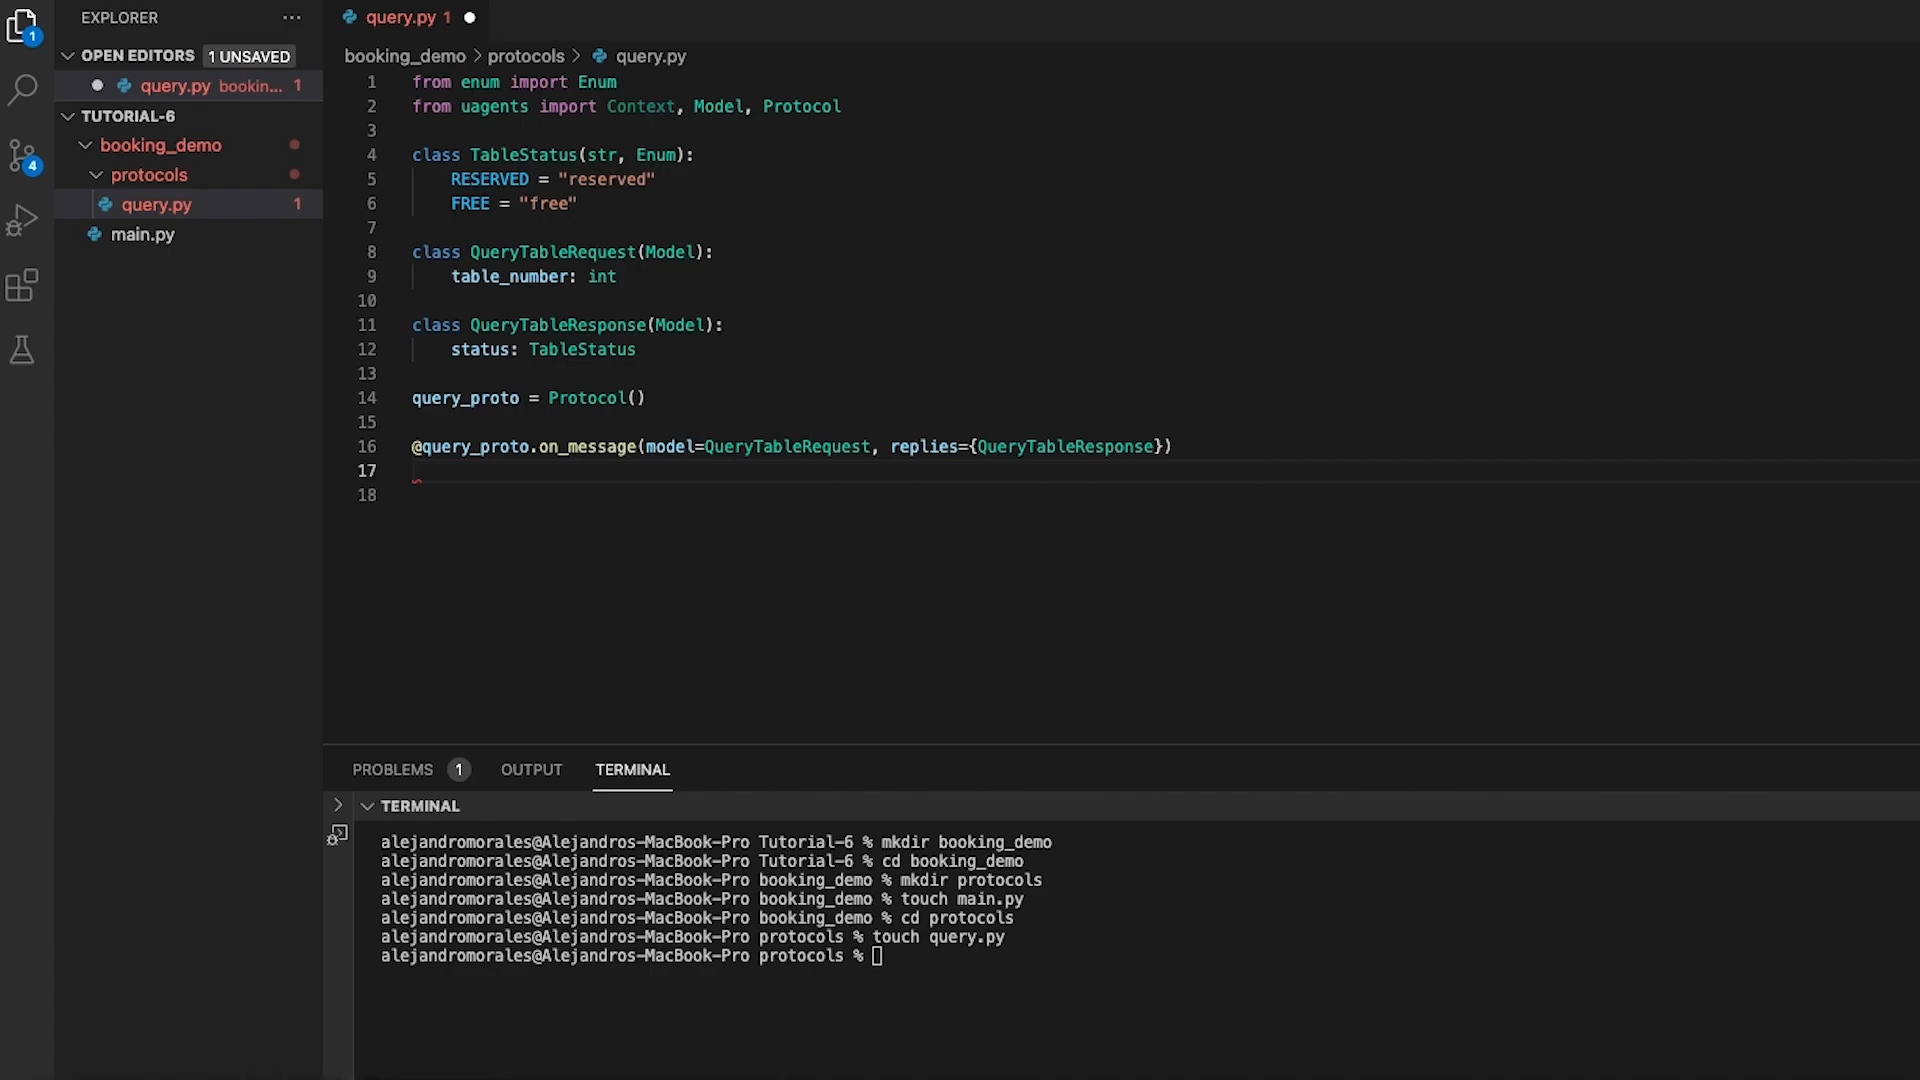 EXPLORER
OPEN EDITORS 1 UNSAVED
query.py bookin... 1
TUTORIAL-6
booking_demo
protocols
query.py 1
main.py
1
4
query.py 1
booking_demo > protocols > query.py
1 from enum import Enum
2 from uagents import Context, Model, Protocol
3
4 class TableStatus(str, Enum):
5 RESERVED = "reserved"
6 FREE = "free"
7
8 class QueryTableRequest(Model):
9 table_number: int
10
11 class QueryTableResponse(Model):
12 status: TableStatus
13
14 query_proto = Protocol()
15
16 @query_proto.on_message(model=QueryTableRequest, replies={QueryTableResponse})
17
18
PROBLEMS 1 OUTPUT TERMINAL
TERMINAL
alejandromorales@Alejandros-MacBook-Pro Tutorial-6 % mkdir booking_demo
alejandromorales@Alejandros-MacBook-Pro Tutorial-6 % cd booking_demo
alejandromorales@Alejandros-MacBook-Pro booking_demo % mkdir protocols
alejandromorales@Alejandros-MacBook-Pro booking_demo % touch main.py
alejandromorales@Alejandros-MacBook-Pro booking_demo % cd protocols
alejandromorales@Alejandros-MacBook-Pro protocols % touch query.py
alejandromorales@Alejandros-MacBook-Pro protocols %